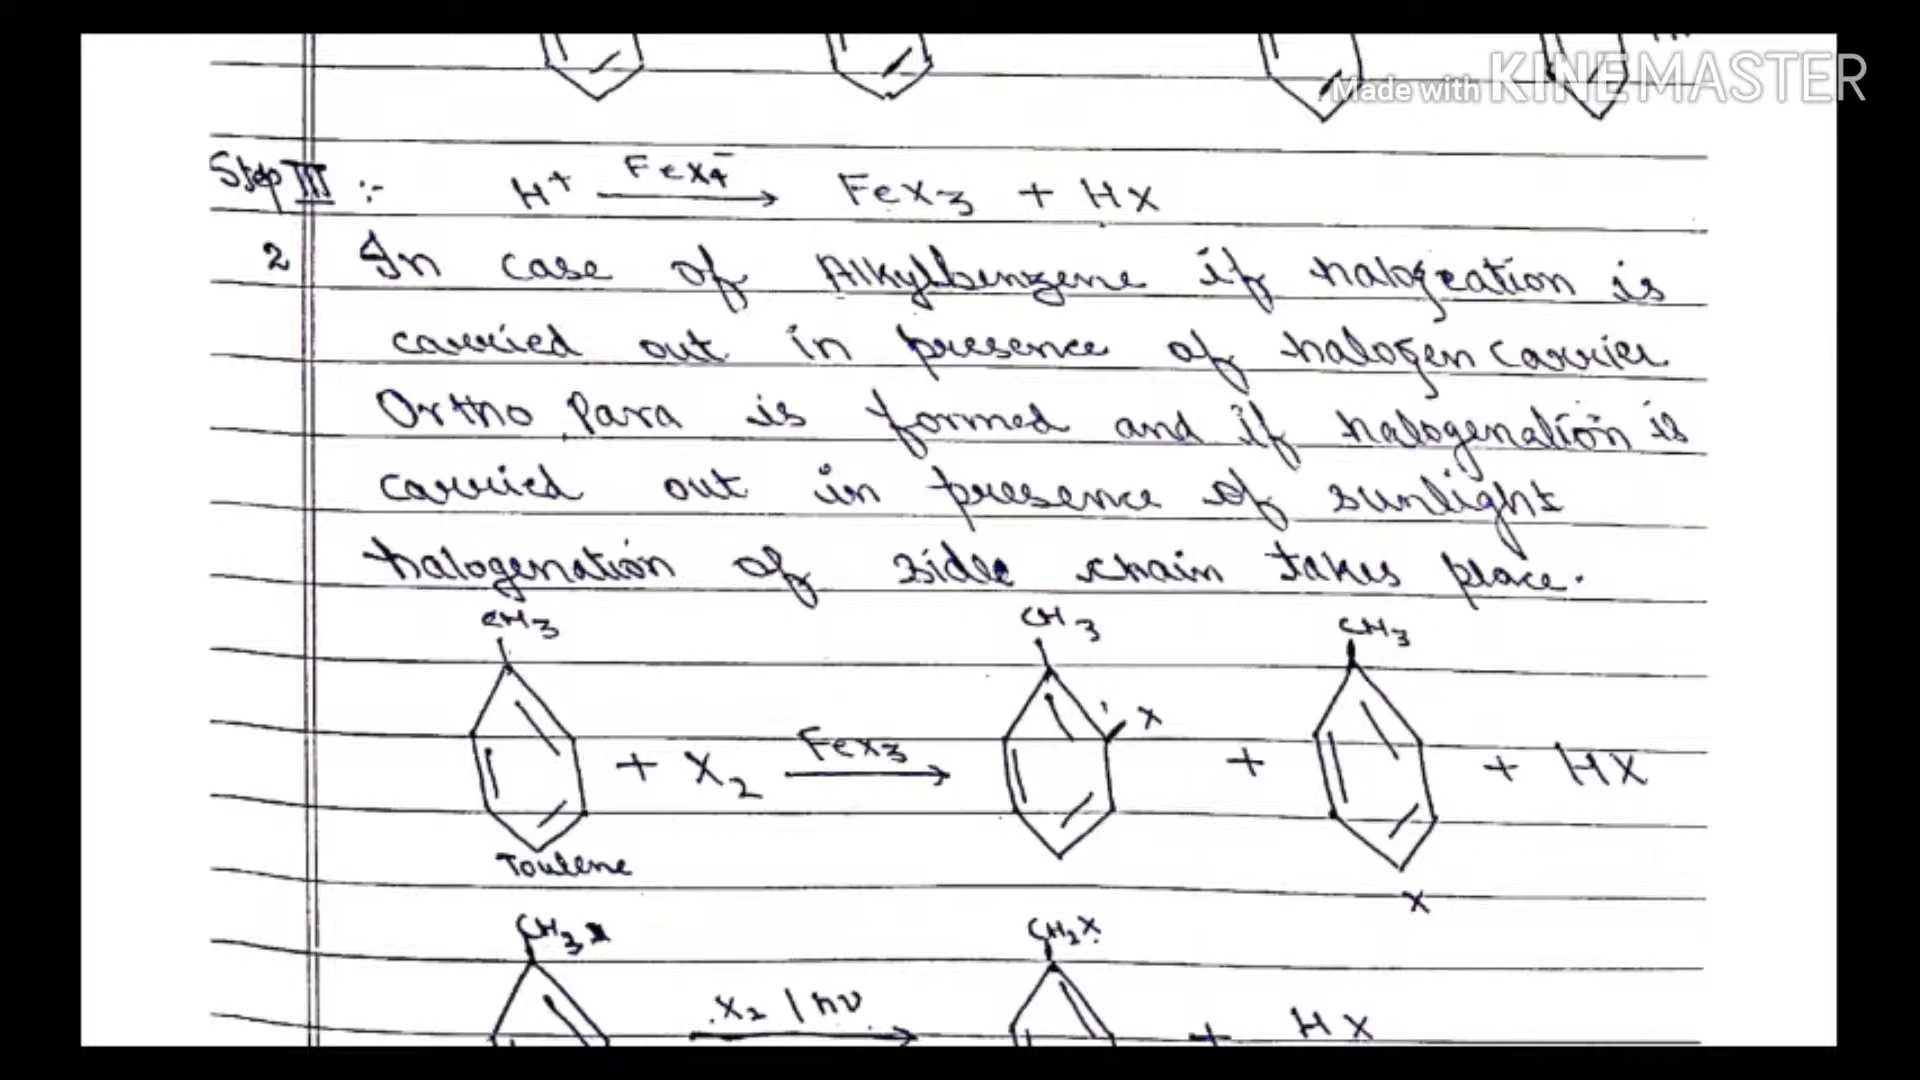 Made with KINEMASTER
Step III :- H+ FeX4- → FeX3 + HX
2 In case of Alkylbenzene if halogeation is
carried out in presence of halogen carrier
Ortho, Para is formed and if halogenation is
carried out in presence of sunlight
halogenation of side chain takes place.
CH3 CH3 CH3
+ X2 FeX3 → X + + HX
Toulene
X
CH3 CH2X
X2 / hν → + HX